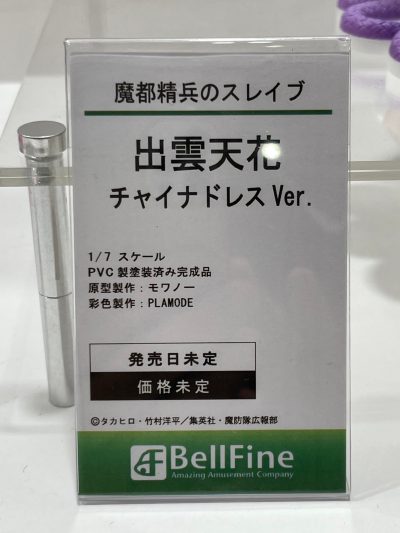 魔都精兵のスレイブ
出雲天花
チャイナドレス Ver.
1/7 スケール
PVC 製塗装済み完成品
原型製作：モワノー
彩色製作：PLAMODE
発売日未定
価格未定
©タカヒロ・竹村洋平／集英社・魔防隊広報部
BellFine
Amazing Amusement Company